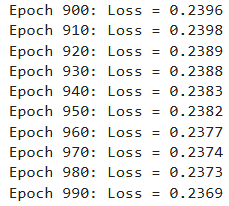 Epoch 900: Loss = 0.2396
Epoch 910: Loss = 0.2398
Epoch 920: Loss = 0.2389
Epoch 930: Loss = 0.2388
Epoch 940: Loss = 0.2383
Epoch 950: Loss = 0.2382
Epoch 960: Loss = 0.2377
Epoch 970: Loss = 0.2374
Epoch 980: Loss = 0.2373
Epoch 990: Loss = 0.2369